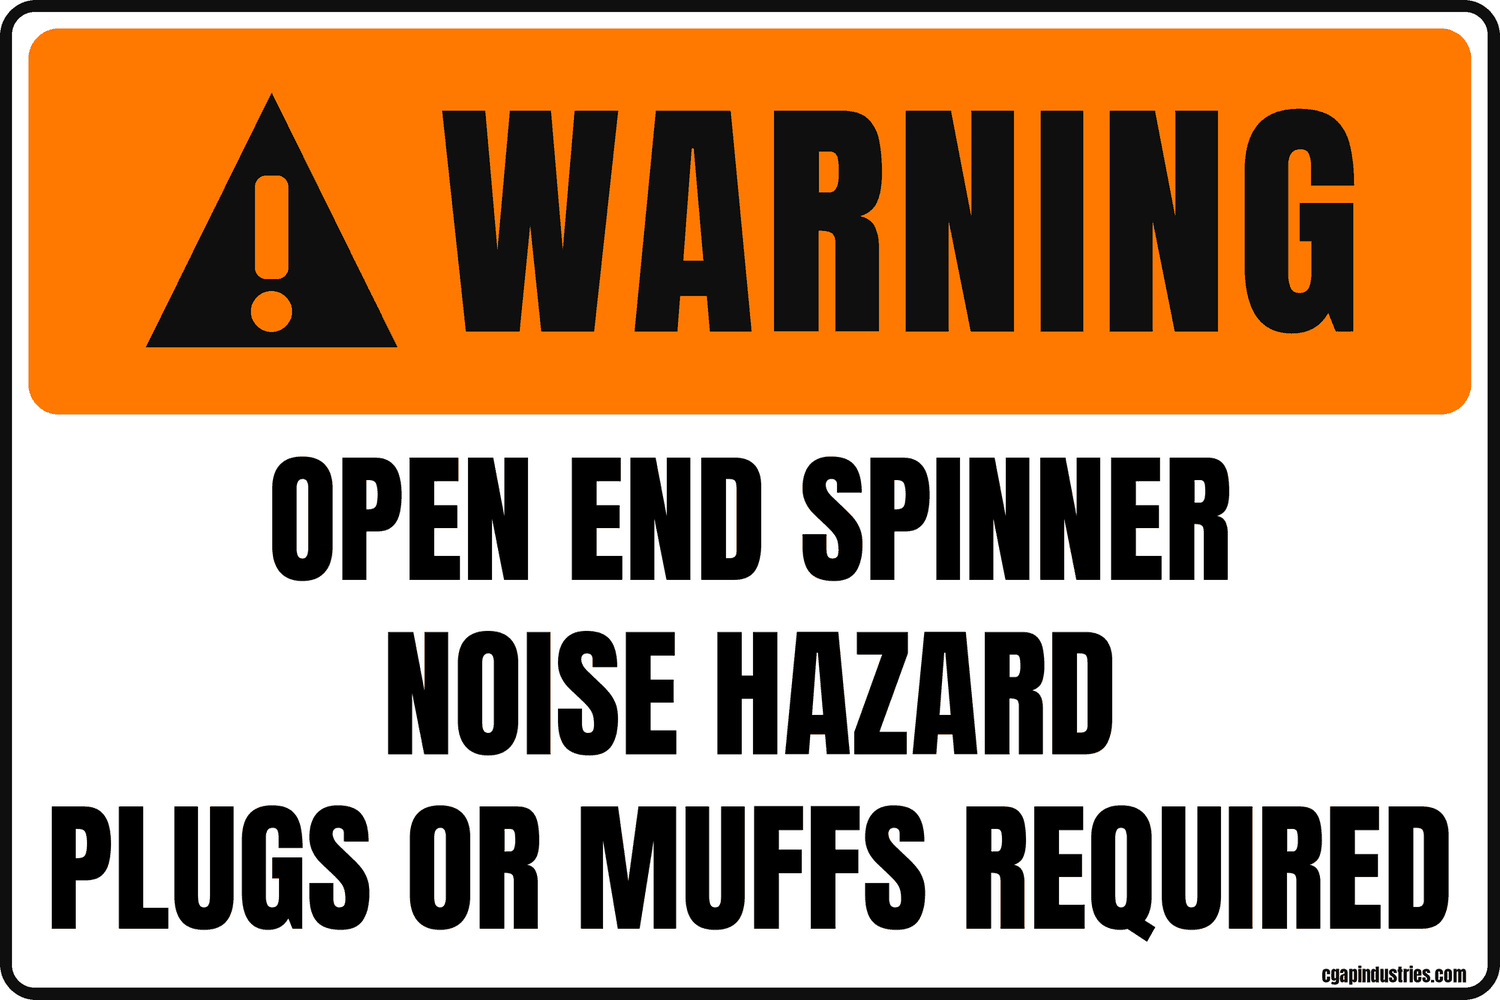 WARNING
OPEN END SPINNER
NOISE HAZARD
PLUGS OR MUFFS REQUIRED
cgapindustries.com